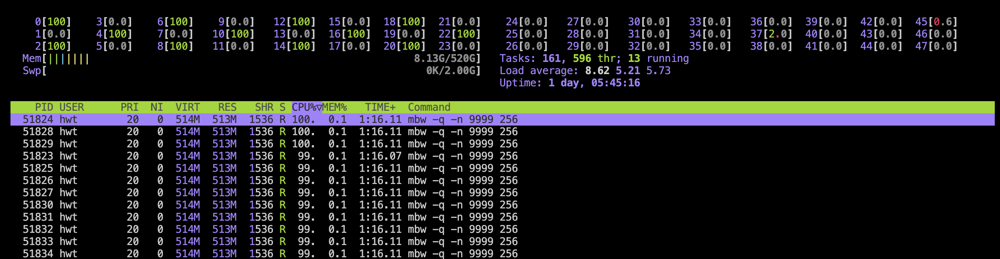 0[100] 3[0.0] 6[100] 9[0.0] 12[100] 15[0.0] 18[100] 21[0.0] 24[0.0] 27[0.0] 30[0.0] 33[0.0] 36[0.0] 39[0.0] 42[0.0] 45[0.6]
1[0.0] 4[100] 7[0.0] 10[100] 13[0.0] 16[100] 19[0.0] 22[100] 25[0.0] 28[0.0] 31[0.0] 34[0.0] 37[2.0] 40[0.0] 43[0.0] 46[0.0]
2[100] 5[0.0] 8[100] 11[0.0] 14[100] 17[0.0] 20[100] 23[0.0] 26[0.0] 29[0.0] 32[0.0] 35[0.0] 38[0.0] 41[0.0] 44[0.0] 47[0.0]
Mem[||||||| 8.13G/520G] Tasks: 161, 596 thr; 13 running
Swp[ 0K/2.00G] Load average: 8.62 5.21 5.73
Uptime: 1 day, 05:45:16
PID USER PRI NI VIRT RES SHR S CPU%▽MEM% TIME+ Command
51824 hwt 20 0 514M 513M 1536 R 100. 0.1 1:16.11 mbw -q -n 9999 256
51828 hwt 20 0 514M 513M 1536 R 100. 0.1 1:16.11 mbw -q -n 9999 256
51829 hwt 20 0 514M 513M 1536 R 100. 0.1 1:16.11 mbw -q -n 9999 256
51823 hwt 20 0 514M 513M 1536 R 99. 0.1 1:16.07 mbw -q -n 9999 256
51825 hwt 20 0 514M 513M 1536 R 99. 0.1 1:16.11 mbw -q -n 9999 256
51826 hwt 20 0 514M 513M 1536 R 99. 0.1 1:16.11 mbw -q -n 9999 256
51827 hwt 20 0 514M 513M 1536 R 99. 0.1 1:16.11 mbw -q -n 9999 256
51830 hwt 20 0 514M 513M 1536 R 99. 0.1 1:16.11 mbw -q -n 9999 256
51831 hwt 20 0 514M 513M 1536 R 99. 0.1 1:16.11 mbw -q -n 9999 256
51832 hwt 20 0 514M 513M 1536 R 99. 0.1 1:16.11 mbw -q -n 9999 256
51833 hwt 20 0 514M 513M 1536 R 99. 0.1 1:16.11 mbw -q -n 9999 256
51834 hwt 20 0 514M 513M 1536 R 99. 0.1 1:16.11 mbw -q -n 9999 256